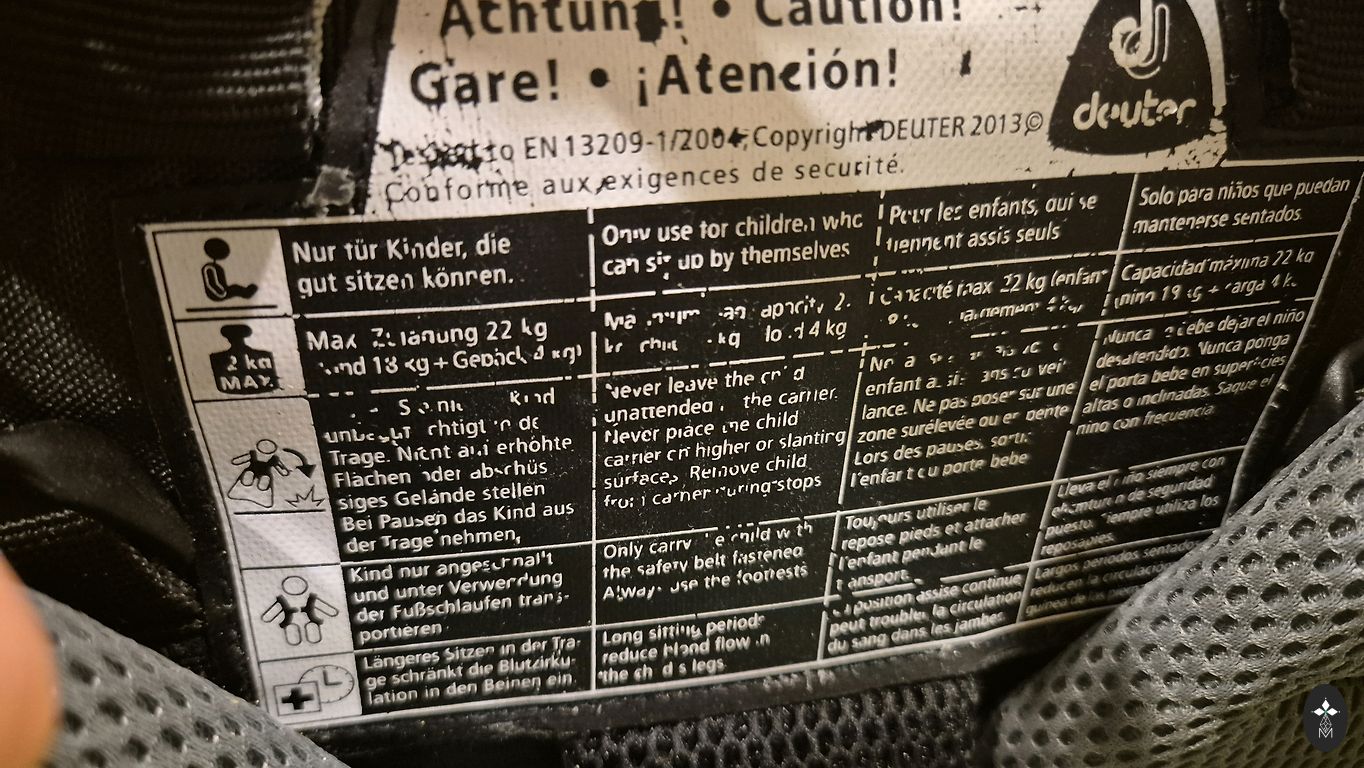 Achtung! • Caution!
Gare! • ¡Atención!
deuter
to EN 13209-1/2004, Copyright DEUTER 2013©
Conforme aux exigences de securité.
Nur für Kinder, die
gut sitzen können.
Only use for children who
can sit up by themselves
Pour les enfants, qui se
tiennent assis seuls
Solo para niños que puedan
mantenerse sentados.
2 kg
MAX.
Max Zuladung 22 kg
Kind 18 kg + Gepäck 4 kg)
Maximum
kg load 4 kg
Capacité max 22 kg (enfant
Capacidad máxima 22 kg
(nino 18 kg + carga 4 k
Kind
unbeaufsichtigt in de
Trage. Nicht auf erhöhte
Flächen oder abschüs
siges Gelände stellen
Bei Pausen das Kind aus
der Trage nehmen,
Never leave the child
unattended the carrier.
Never place the child
carrier on higher or slanting
surfaces, Remove child
from carrier during stops
enfant
lance. Ne pas poser sur une
zone surélevée ou en pente
Lors des pauses, sortir
l'enfant du porte bebe
Nunca debe dejar el niño
desatendido. Nunca ponga
el porta bebe en superficies
altas o inclinadas. Saque el
nino con frecuencia.
Kind nur angeschnallt
und unter Verwendung
der Fußschlaufen trans-
portieren
Only carry the child with
the safety belt fastened
Always use the footrests
Toujours utiliser le
repose pieds et attacher
l'enfant pendant le
transport.
Lleva el niño siempre con
el cinturon de seguridad
puesto. Siempre utiliza los
reposapies.
Längeres Sitzen in der Tra-
ge schränkt die Blutzirku-
lation in den Beinen ein.
Long sitting periods
reduce blood flow in
the child's legs
position assise continue
peut troubler la circulation
du sang dans les jambes.
Largos periodos sentado
reducen la circulación